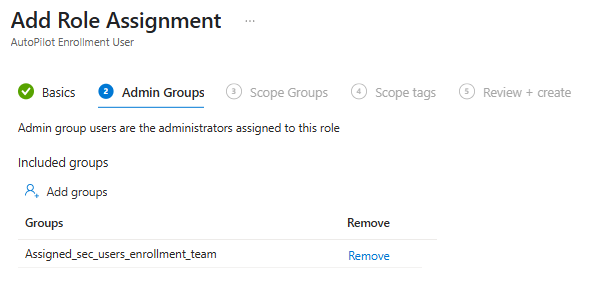 Add Role Assignment ...
AutoPilot Enrollment User
Basics 2 Admin Groups 3 Scope Groups 4 Scope tags 5 Review + create
Admin group users are the administrators assigned to this role
Included groups
Add groups
Groups Remove
Assigned_sec_users_enrollment_team Remove